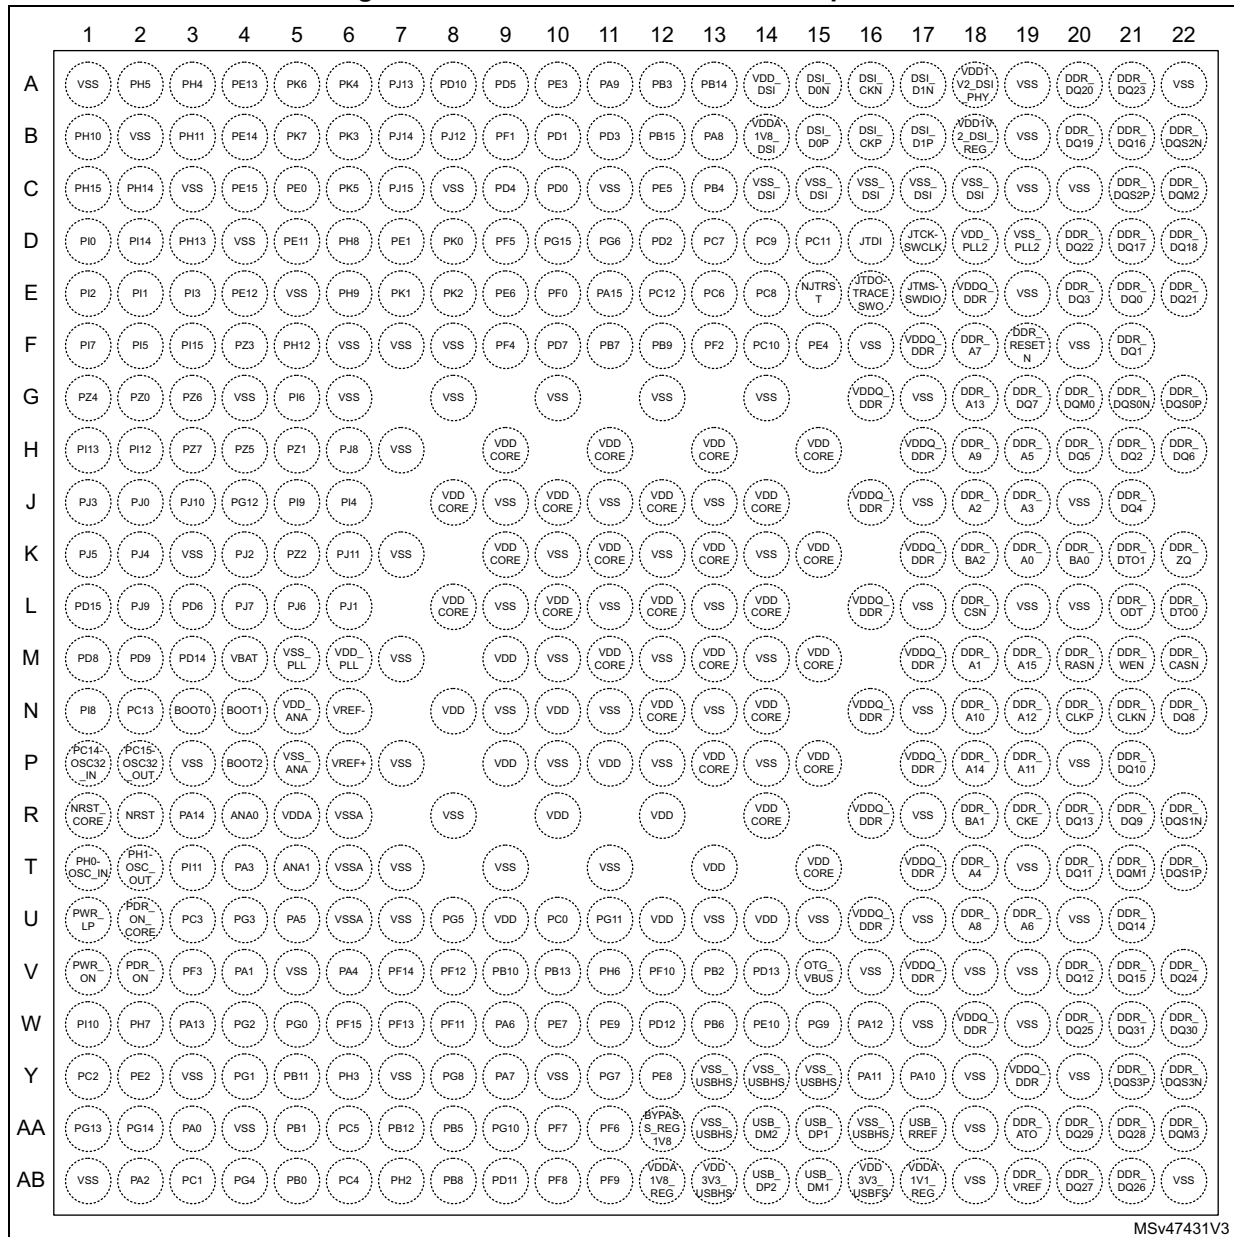 1 2 3 4 5 6 7 8 9 10 11 12 13 14 15 16 17 18 19 20 21 22
A VSS PH5 PH4 PE13 PK6 PK4 PJ13 PD10 PD5 PE3 PA9 PB3 PB14 VDD_DSI DSI_D0N DSI_CKN DSI_D1N VDD1V2_DSI_PHY VSS DDR_DQ20 DDR_DQ23 VSS
B PH10 VSS PH11 PE14 PK7 PK3 PJ14 PJ12 PF1 PD1 PD3 PB15 PA8 VDDA1V8_DSI DSI_D0P DSI_CKP DSI_D1P VDD1V2_DSI_REG VSS DDR_DQ19 DDR_DQ16 DDR_DQS2N
C PH15 PH14 VSS PE15 PE0 PK5 PJ15 VSS PD4 PD0 VSS PE5 PB4 VSS_DSI VSS_DSI VSS_DSI VSS_DSI VSS_DSI VSS VSS DDR_DQS2P DDR_DQM2
D PI0 PI14 PH13 VSS PE11 PH8 PE1 PK0 PF5 PG15 PG6 PD2 PC7 PC9 PC11 JTDI JTCK-SWCLK VDD_PLL2 VSS_PLL2 DDR_DQ22 DDR_DQ17 DDR_DQ18
E PI2 PI1 PI3 PE12 VSS PH9 PK1 PK2 PE6 PF0 PA15 PC12 PC6 PC8 NJTRST JTDO-TRACESWO JTMS-SWDIO VDDQ_DDR VSS DDR_DQ3 DDR_DQ0 DDR_DQ21
F PI7 PI5 PI15 PZ3 PH12 VSS VSS VSS PF4 PD7 PB7 PB9 PF2 PC10 PE4 VSS VDDQ_DDR DDR_A7 DDR_RESETN VSS DDR_DQ1
G PZ4 PZ0 PZ6 VSS PI6 VSS VSS VSS VSS VSS VDDQ_DDR VSS DDR_A13 DDR_DQ7 DDR_DQM0 DDR_DQS0N DDR_DQS0P
H PI13 PI12 PZ7 PZ5 PZ1 PJ8 VSS VDD CORE VDD CORE VDD CORE VDD CORE VDDQ_DDR DDR_A9 DDR_A5 DDR_DQ5 DDR_DQ2 DDR_DQ6
J PJ3 PJ0 PJ10 PG12 PI9 PI4 VDD CORE VSS VDD CORE VSS VDD CORE VSS VDD CORE VDDQ_DDR VSS DDR_A2 DDR_A3 VSS DDR_DQ4
K PJ5 PJ4 VSS PJ2 PZ2 PJ11 VSS VDD CORE VSS VDD CORE VSS VDD CORE VSS VDD CORE VDDQ_DDR DDR_BA2 DDR_A0 DDR_BA0 DDR_DTO1 DDR_ZQ
L PD15 PJ9 PD6 PJ7 PJ6 PJ1 VDD CORE VSS VDD CORE VSS VDD CORE VSS VDD CORE VDDQ_DDR VSS DDR_CSN VSS VSS DDR_ODT DDR_DTO0
M PD8 PD9 PD14 VBAT VSS_PLL VDD_PLL VSS VDD VSS VDD CORE VSS VDD CORE VSS VDD CORE VDDQ_DDR DDR_A1 DDR_A15 DDR_RASN DDR_WEN DDR_CASN
N PI8 PC13 BOOT0 BOOT1 VDD_ANA VREF- VDD VSS VDD VSS VDD CORE VSS VDD CORE VDDQ_DDR VSS DDR_A10 DDR_A12 DDR_CLKP DDR_CLKN DDR_DQ8
P PC14-OSC32_IN PC15-OSC32_OUT VSS BOOT2 VSS_ANA VREF+ VSS VDD VSS VDD VSS VDD CORE VSS VDD CORE VDDQ_DDR DDR_A14 DDR_A11 VSS DDR_DQ10
R NRST_CORE NRST PA14 ANA0 VDDA VSSA VSS VDD VDD VDD CORE VDDQ_DDR VSS DDR_BA1 DDR_CKE DDR_DQ13 DDR_DQ9 DDR_DQS1N
T PH0-OSC_IN PH1-OSC_OUT PI11 PA3 ANA1 VSSA VSS VSS VSS VDD VDD CORE VDDQ_DDR DDR_A4 VSS DDR_DQ11 DDR_DQM1 DDR_DQS1P
U PWR_LP PDR_ON_CORE PC3 PG3 PA5 VSSA VSS PG5 VDD PC0 PG11 VDD VSS VDD VSS VDDQ_DDR VSS DDR_A8 DDR_A6 VSS DDR_DQ14
V PWR_ON PDR_ON PF3 PA1 VSS PA4 PF14 PF12 PB10 PB13 PH6 PF10 PB2 PD13 OTG_VBUS VSS VDDQ_DDR VSS VSS DDR_DQ12 DDR_DQ15 DDR_DQ24
W PI10 PH7 PA13 PG2 PG0 PF15 PF13 PF11 PA6 PE7 PE9 PD12 PB6 PE10 PG9 PA12 VSS VDDQ_DDR VSS DDR_DQ25 DDR_DQ31 DDR_DQ30
Y PC2 PE2 VSS PG1 PB11 PH3 VSS PG8 PA7 VSS PG7 PE8 VSS_USBHS VSS_USBHS VSS_USBHS PA11 PA10 VSS VDDQ_DDR VSS DDR_DQS3P DDR_DQS3N
AA PG13 PG14 PA0 VSS PB1 PC5 PB12 PB5 PG10 PF7 PF6 BYPASS_REG1V8 VSS_USBHS USB_DM2 USB_DP1 VSS_USBHS USB_RREF VSS DDR_ATO DDR_DQ29 DDR_DQ28 DDR_DQM3
AB VSS PA2 PC1 PG4 PB0 PC4 PH2 PB8 PD11 PF8 PF9 VDDA1V8_REG VDD3V3_USBHS USB_DP2 USB_DM1 VDD3V3_USBFS VDDA1V1_REG VSS DDR_VREF DDR_DQ27 DDR_DQ26 VSS
MSv47431V3